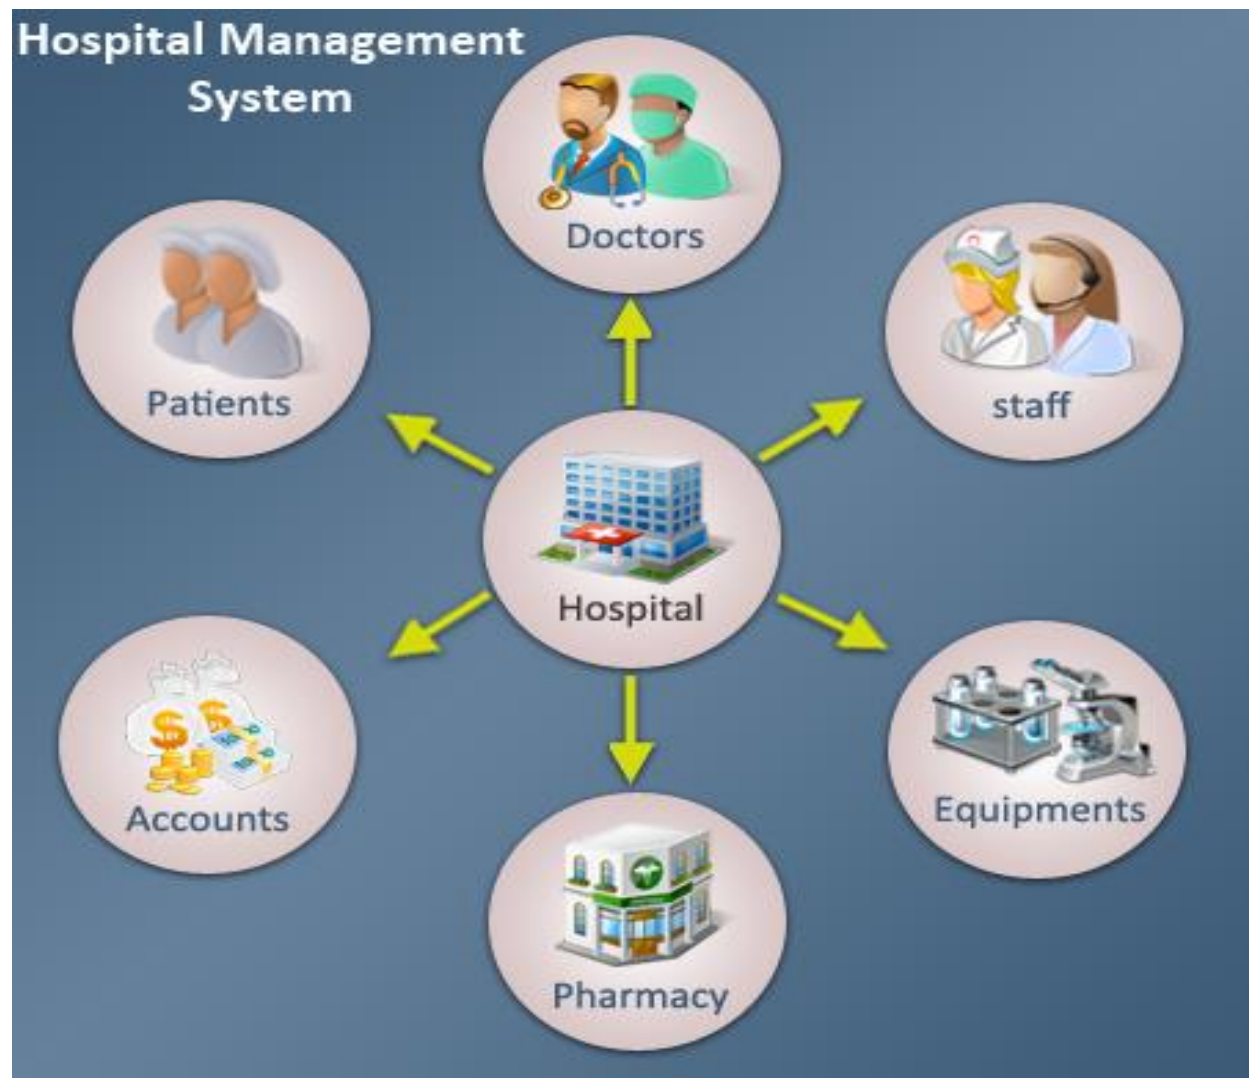 Hospital Management
System
Doctors
Patients
staff
Hospital
Accounts
Equipments
Pharmacy